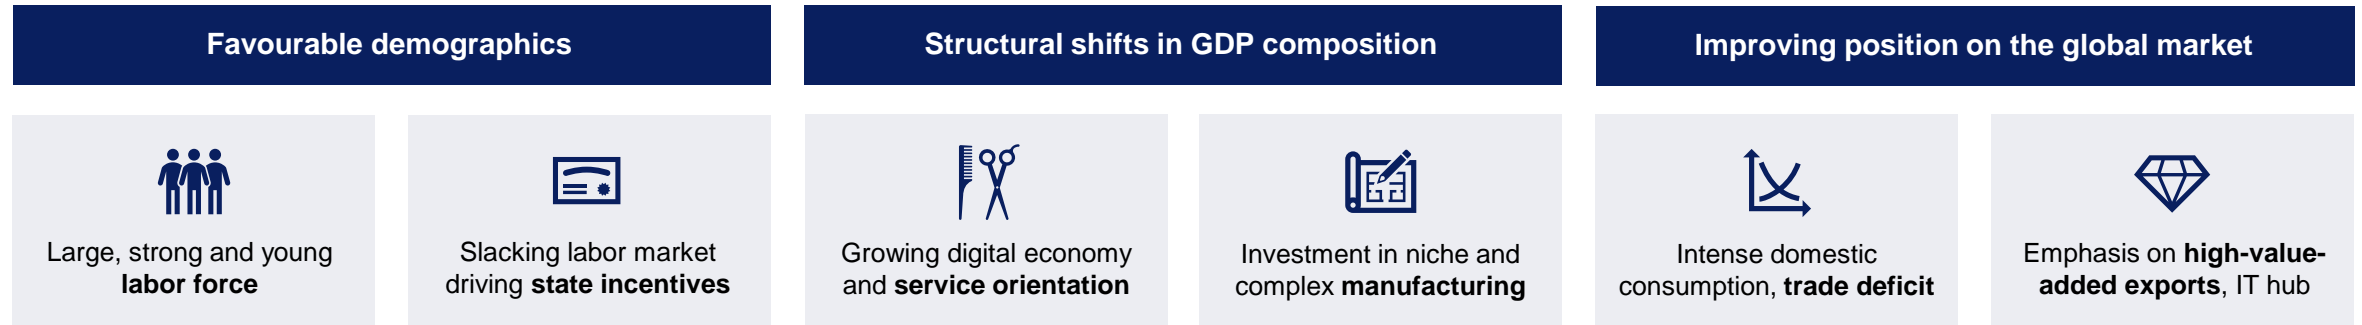 Favourable demographics
Structural shifts in GDP composition
Improving position on the global market
Large, strong and young
labor force
Slacking labor market
driving state incentives
Growing digital economy
and service orientation
Investment in niche and
complex manufacturing
Intense domestic
consumption, trade deficit
Emphasis on high-value-
added exports, IT hub